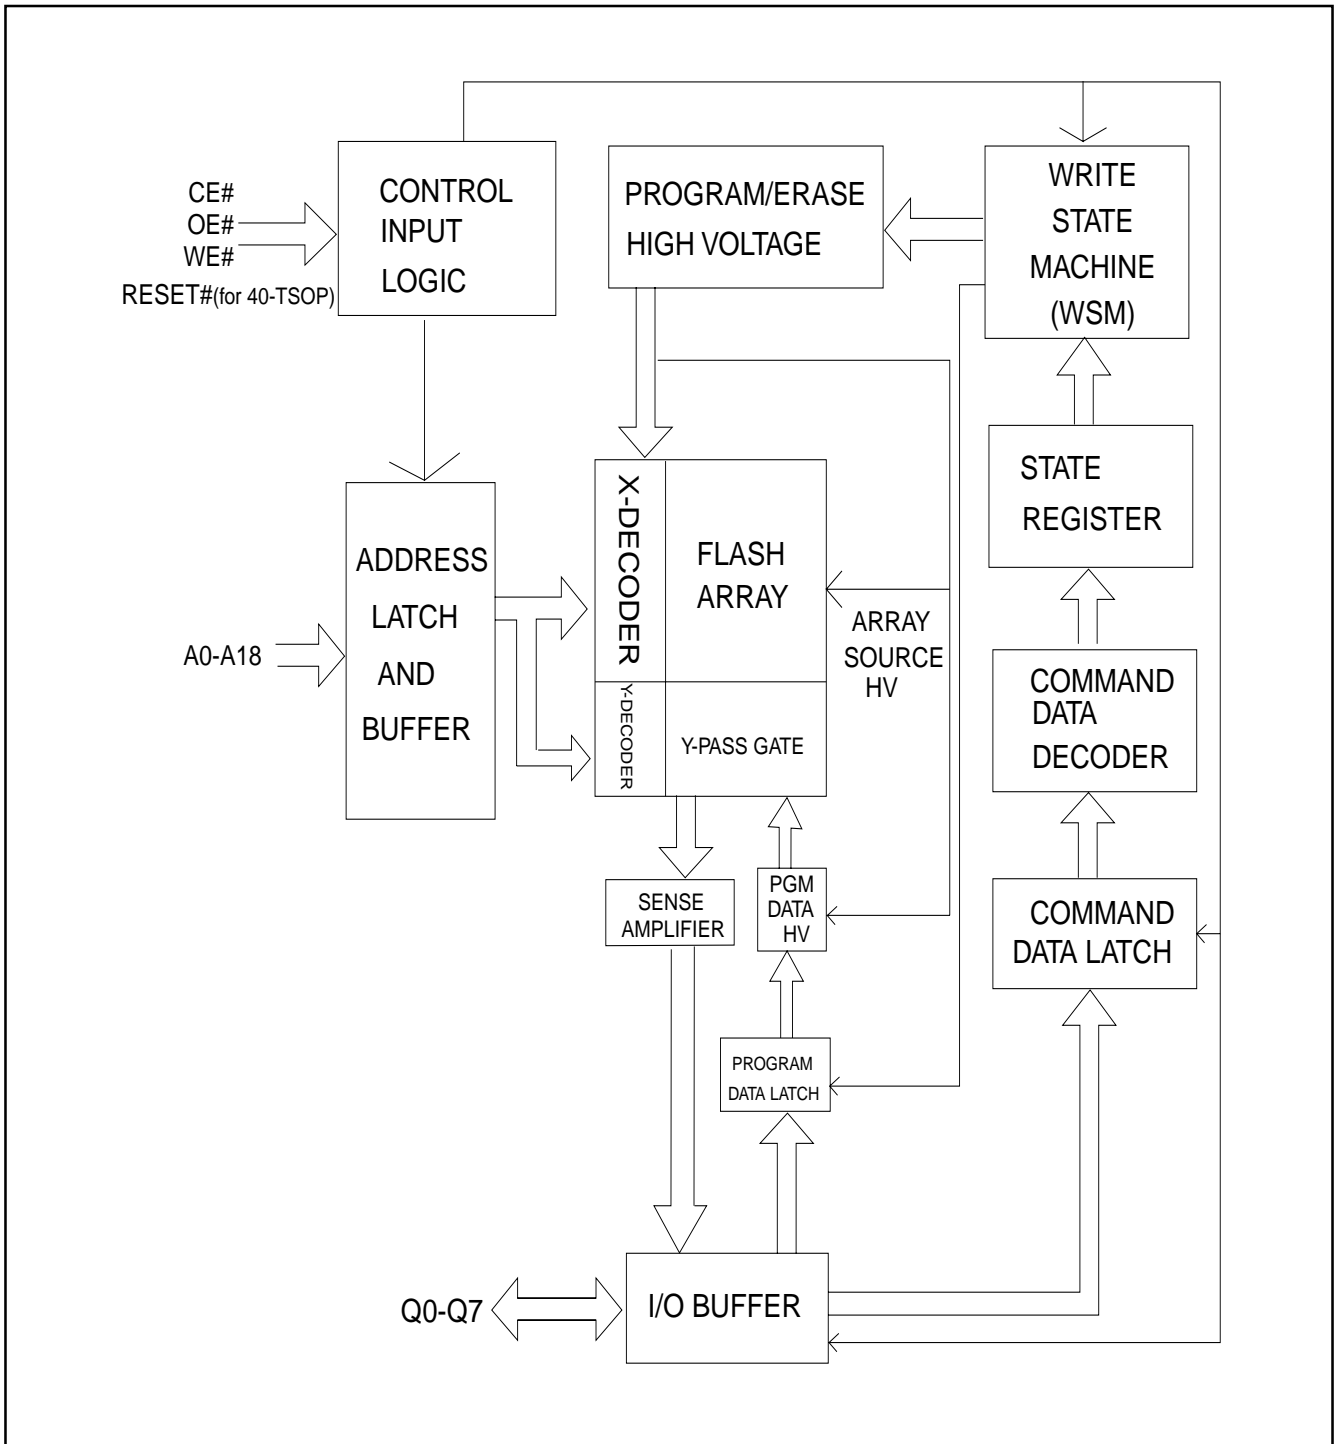 CE#
OE#
WE#
RESET#(for 40-TSOP)
CONTROL
INPUT
LOGIC
PROGRAM/ERASE
HIGH VOLTAGE
WRITE
STATE
MACHINE
(WSM)
STATE
REGISTER
A0-A18
ADDRESS
LATCH
AND
BUFFER
X-DECODER
FLASH
ARRAY
ARRAY
SOURCE
HV
Y-DECODER
Y-PASS GATE
COMMAND
DATA
DECODER
SENSE
AMPLIFIER
PGM
DATA
HV
COMMAND
DATA LATCH
PROGRAM
DATA LATCH
Q0-Q7
I/O BUFFER